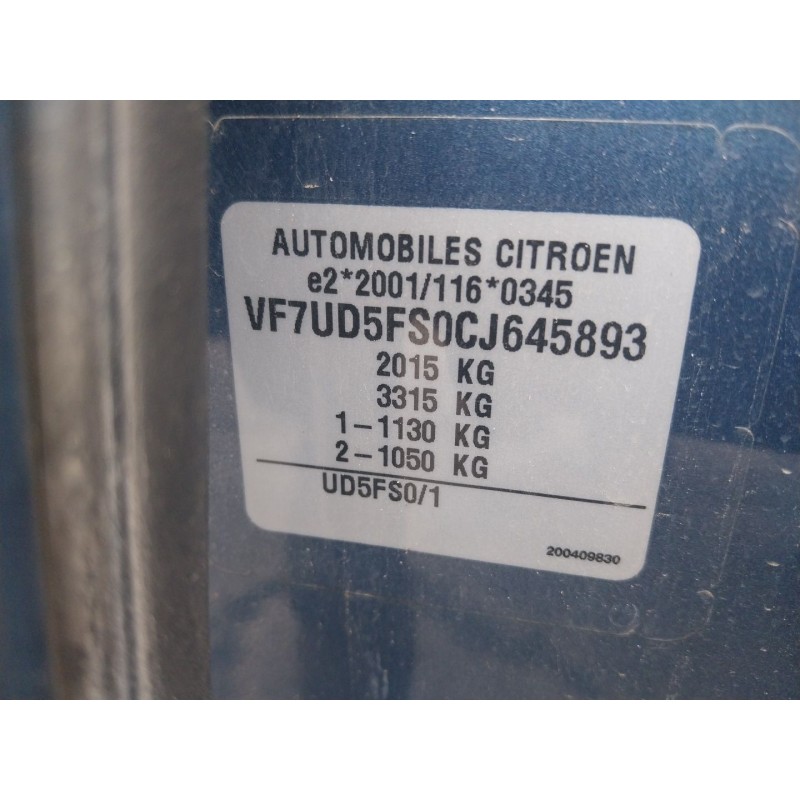 AUTOMOBILES CITROEN
e2*2001/116*0345
VF7UD5FS0CJ645893
2015 KG
3315 KG
1-1130 KG
2-1050 KG
UD5FS0/1
200409830